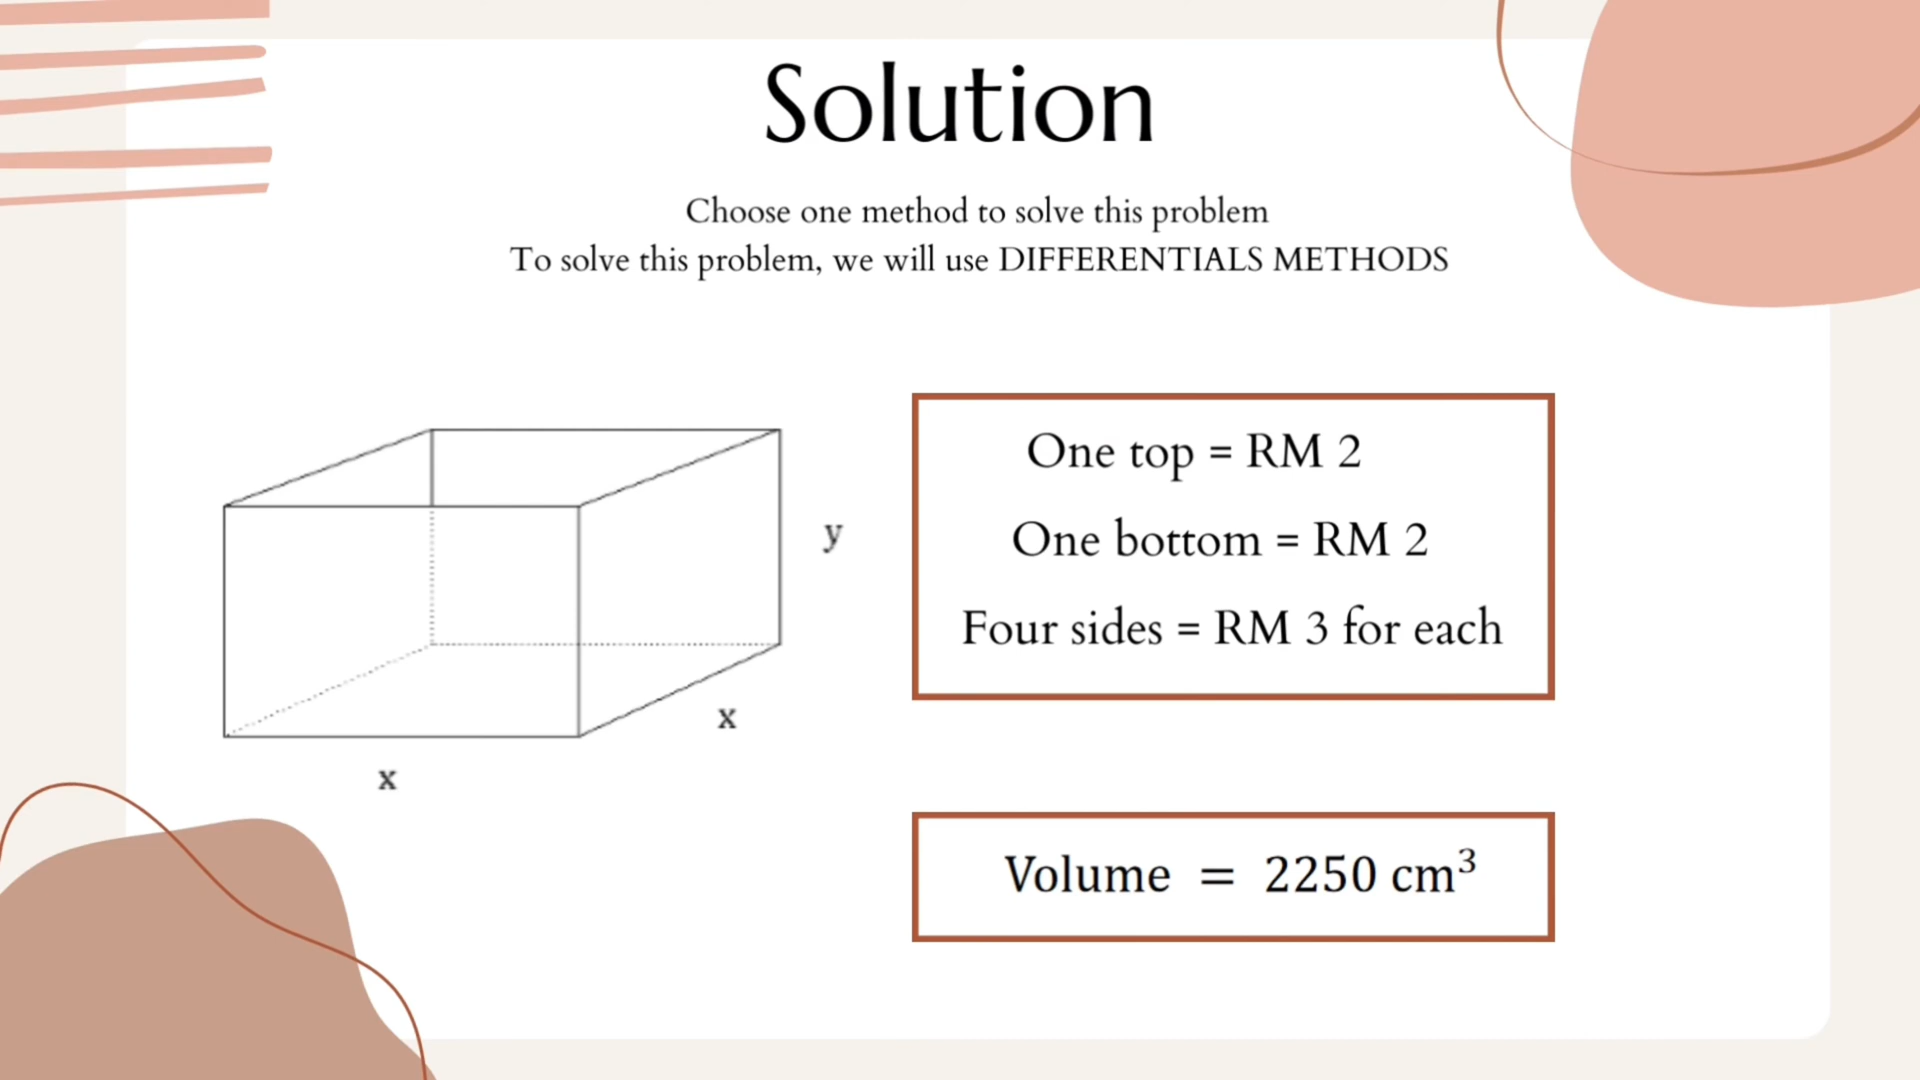 Solution
Choose one method to solve this problem
To solve this problem, we will use DIFFERENTIALS METHODS
One top = RM 2
One bottom = RM 2
Four sides = RM 3 for each
y
x
x
Volume = 2250 cm³